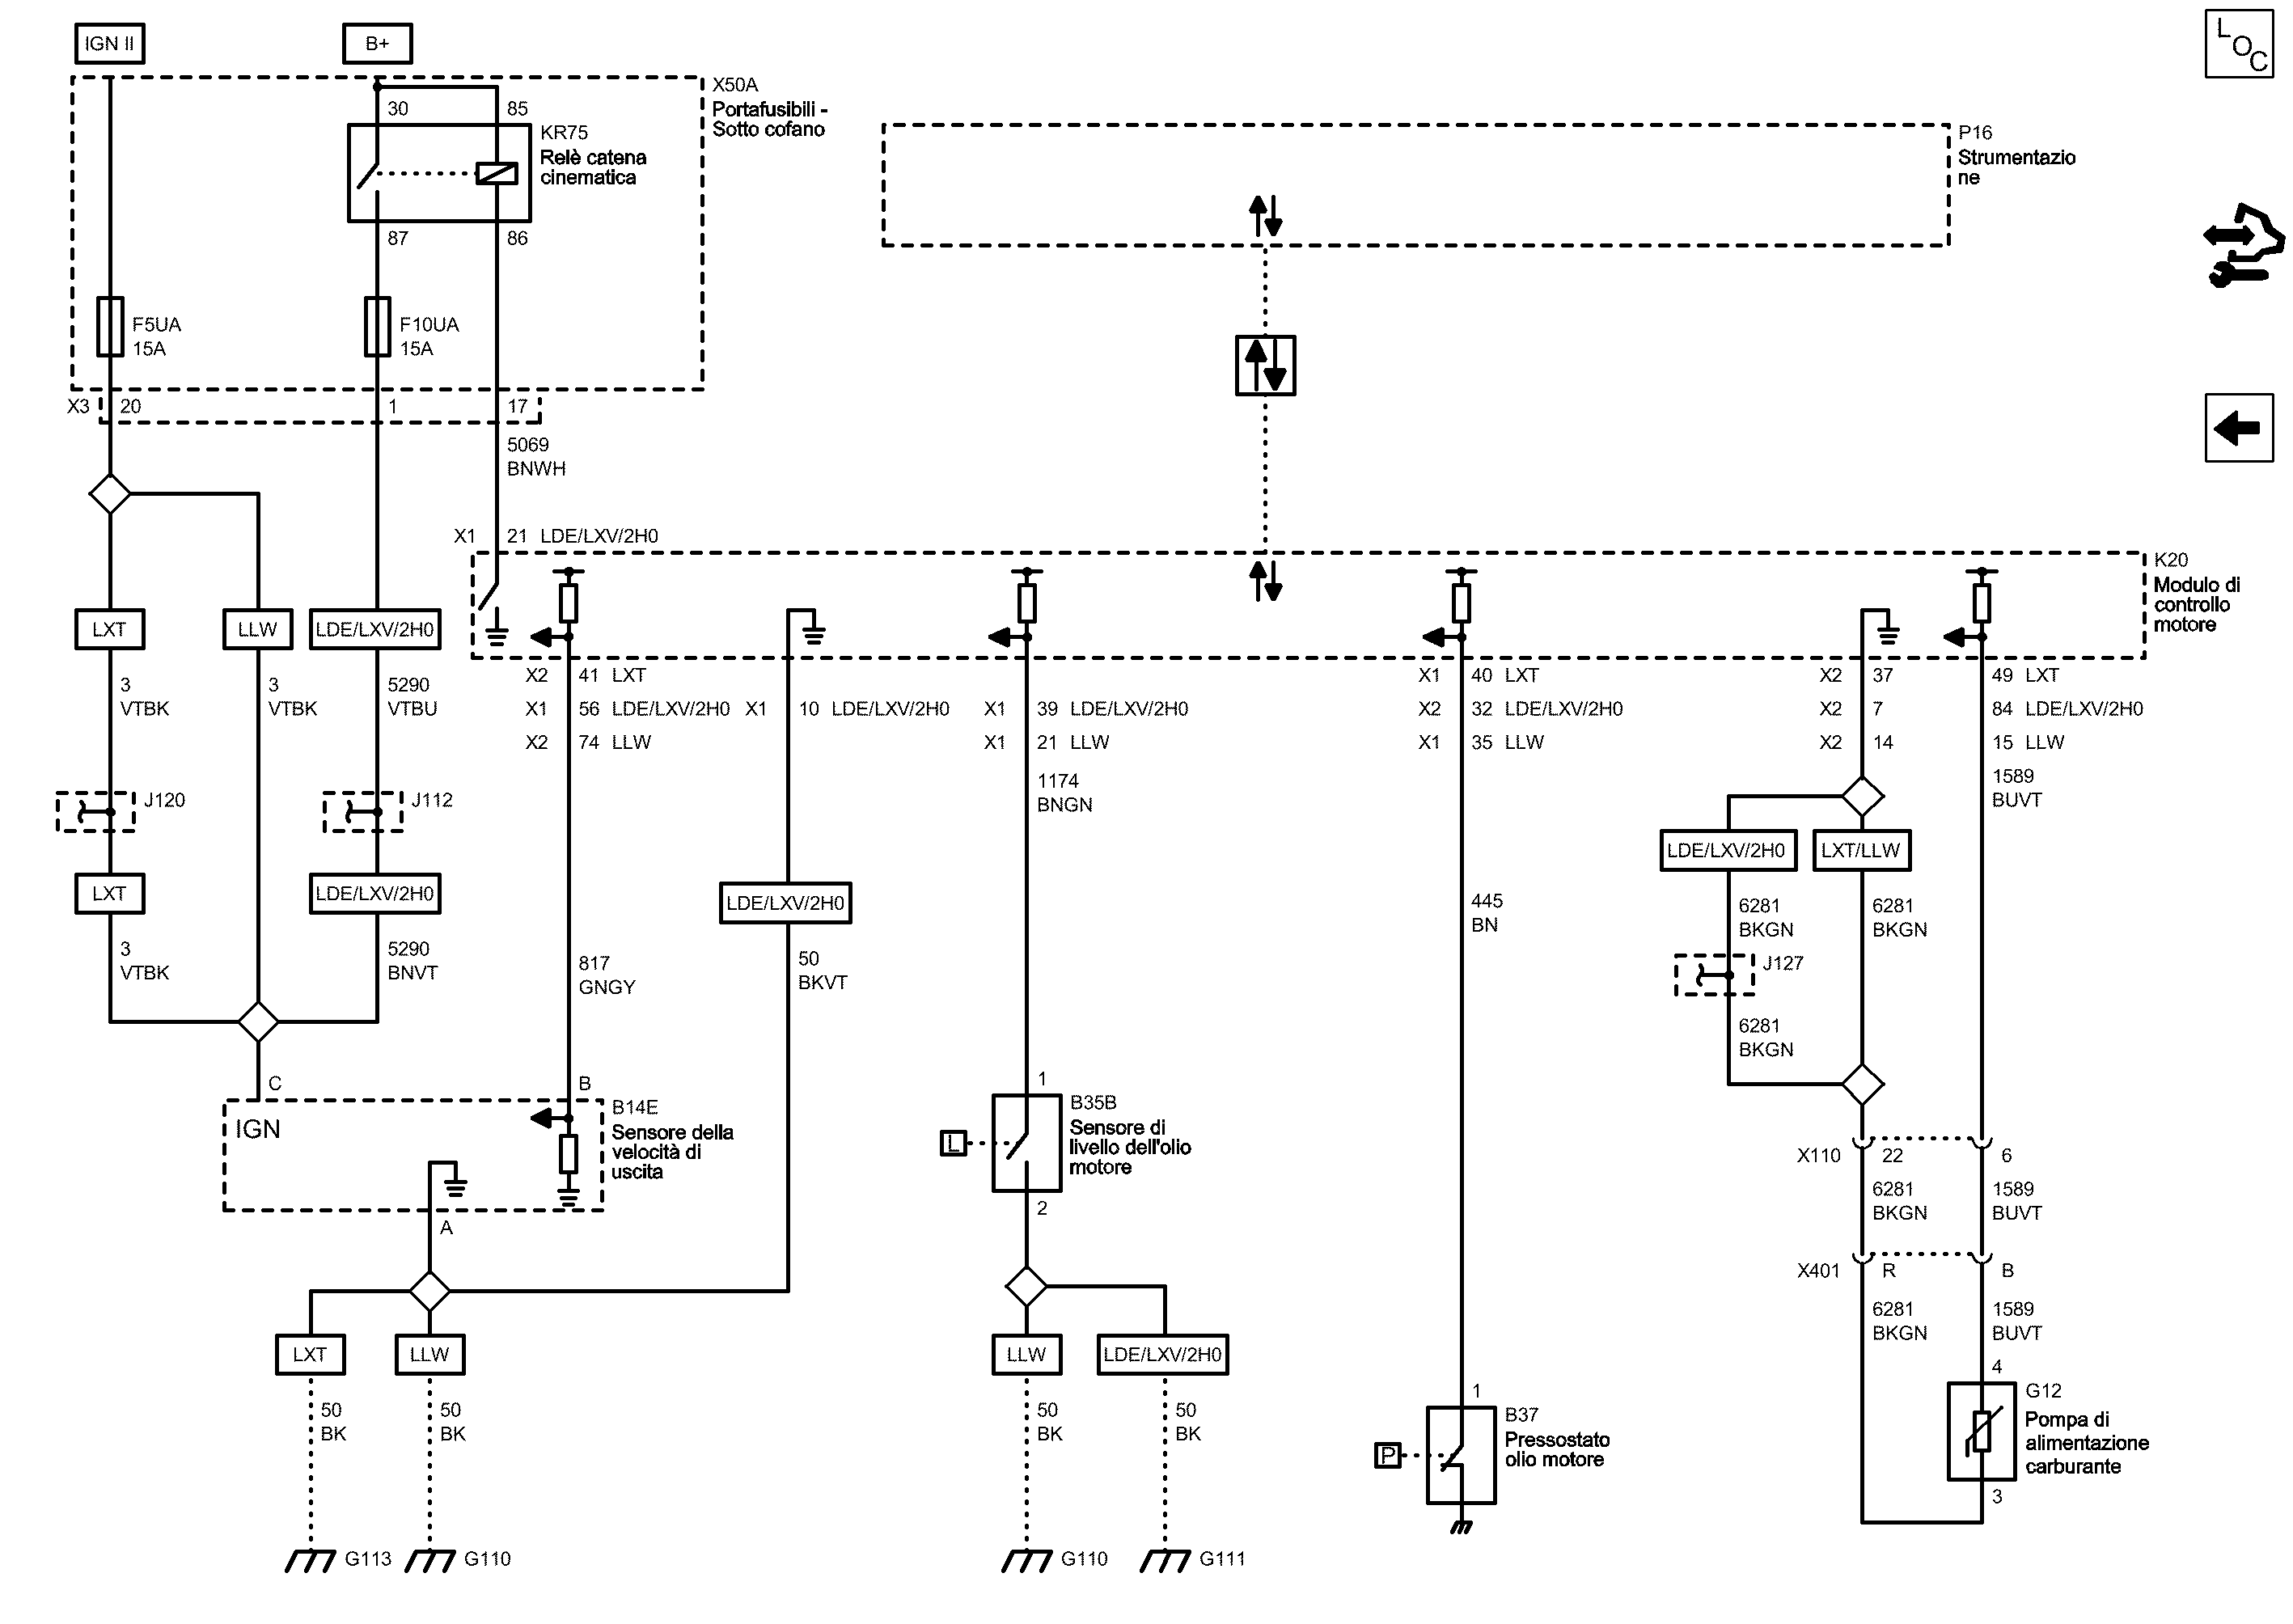 IGN II
B+
LOC
X50A
Portafusibili -
Sotto cofano
30
85
KR75
Relè catena
cinematica
87
86
P16
Strumentazio
ne
F5UA
15A
F10UA
15A
X3
20
1
17
5069
BNWH
X1
21
LDE/LXV/2H0
K20
Modulo di
controllo
motore
LXT
LLW
LDE/LXV/2H0
X2
41
LXT
X1
56
LDE/LXV/2H0
X2
74
LLW
X1
10
LDE/LXV/2H0
X1
39
LDE/LXV/2H0
X1
21
LLW
X1
40
LXT
X2
32
LDE/LXV/2H0
X1
35
LLW
X2
37
49
LXT
X2
7
84
LDE/LXV/2H0
X2
14
15
LLW
3
VTBK
3
VTBK
5290
VTBU
1174
BNGN
1589
BUVT
J120
J112
LDE/LXV/2H0
LXT/LLW
LXT
LDE/LXV/2H0
LDE/LXV/2H0
445
BN
6281
BKGN
6281
BKGN
3
VTBK
5290
BNVT
817
GNGY
50
BKVT
J127
6281
BKGN
C
B
IGN
B14E
Sensore della
velocità di
uscita
A
1
B35B
Sensore di
livello dell'olio
motore
L
2
X110
22
6
6281
BKGN
1589
BUVT
X401
R
B
6281
BKGN
1589
BUVT
LXT
LLW
LLW
LDE/LXV/2H0
50
BK
50
BK
50
BK
50
BK
1
B37
Pressostato
olio motore
P
4
G12
Pompa di
alimentazione
carburante
3
G113
G110
G110
G111